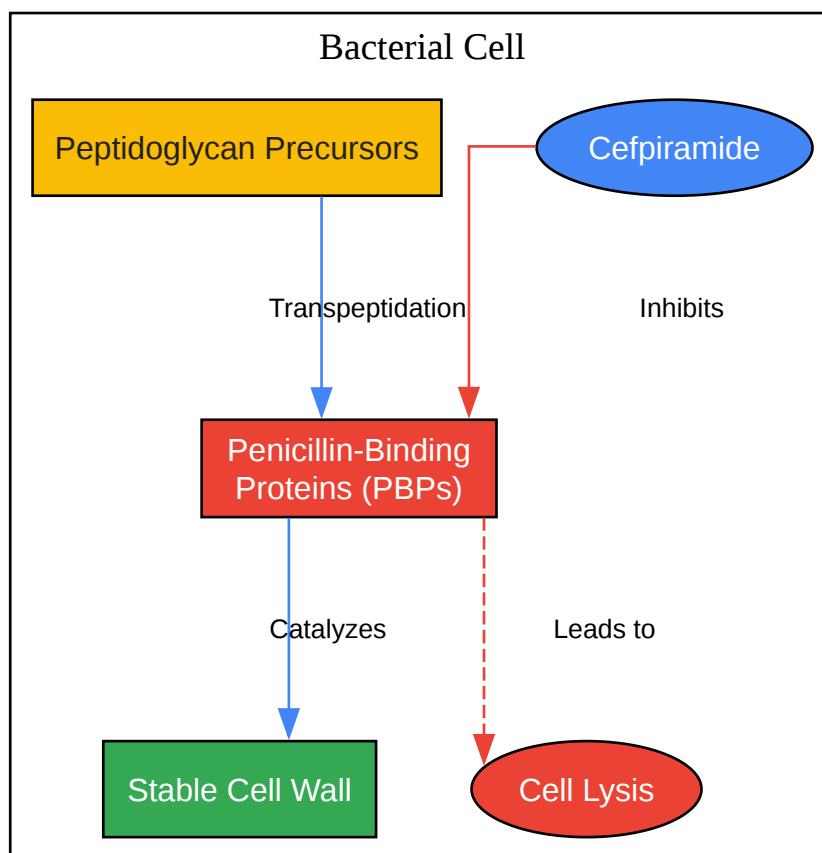 Bacterial Cell
Peptidoglycan Precursors
Cefpiramide
Transpeptidation
Inhibits
Penicillin-Binding
Proteins (PBPs)
Catalyzes
Leads to
Stable Cell Wall
Cell Lysis